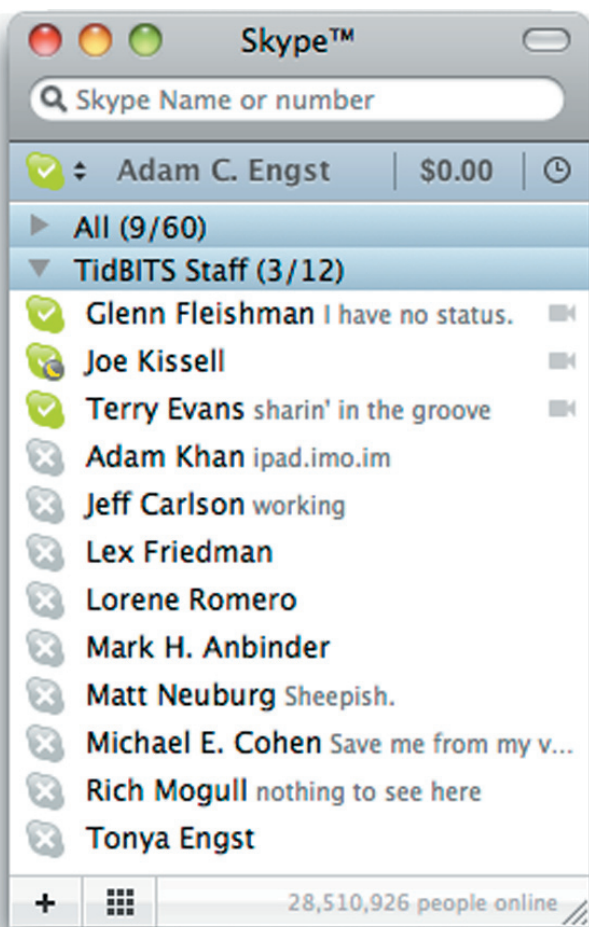 Skype™
Skype Name or number
Adam C. Engst $0.00
All (9/60)
TidBITS Staff (3/12)
Glenn Fleishman I have no status.
Joe Kissell
Terry Evans sharin' in the groove
Adam Khan ipad.imo.im
Jeff Carlson working
Lex Friedman
Lorene Romero
Mark H. Anbinder
Matt Neuburg Sheepish.
Michael E. Cohen Save me from my v...
Rich Mogull nothing to see here
Tonya Engst
28,510,926 people online